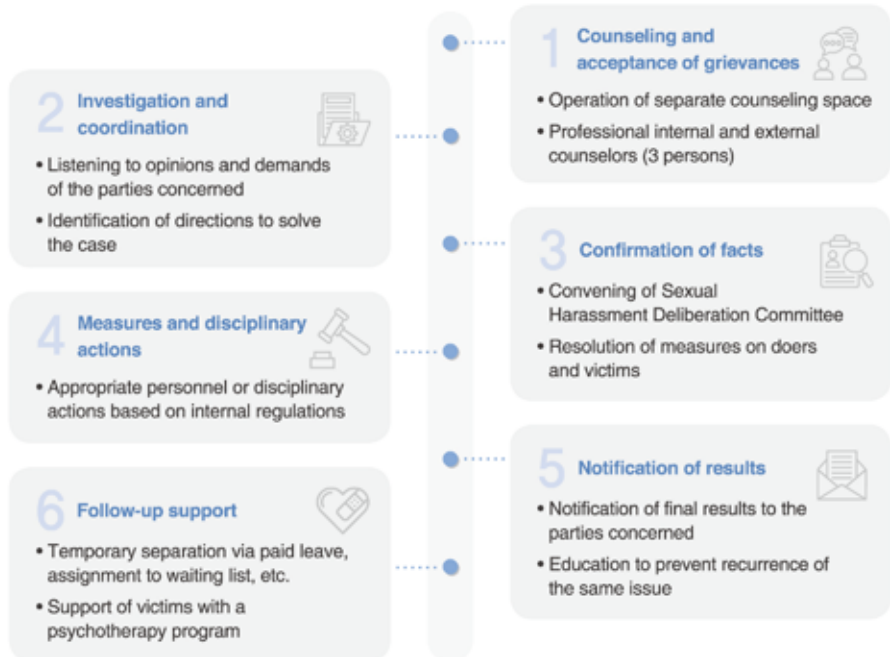 1
Counseling and
acceptance of grievances
• Operation of separate counseling space
• Professional internal and external
counselors (3 persons)
2
Investigation and
coordination
• Listening to opinions and demands
of the parties concerned
• Identification of directions to solve
the case
3
Confirmation of facts
• Convening of Sexual
Harassment Deliberation Committee
• Resolution of measures on doers
and victims
4
Measures and disciplinary
actions
• Appropriate personnel or disciplinary
actions based on internal regulations
5
Notification of results
• Notification of final results to the
parties concerned
• Education to prevent recurrence of
the same issue
6
Follow-up support
• Temporary separation via paid leave,
assignment to waiting list, etc.
• Support of victims with a
psychotherapy program